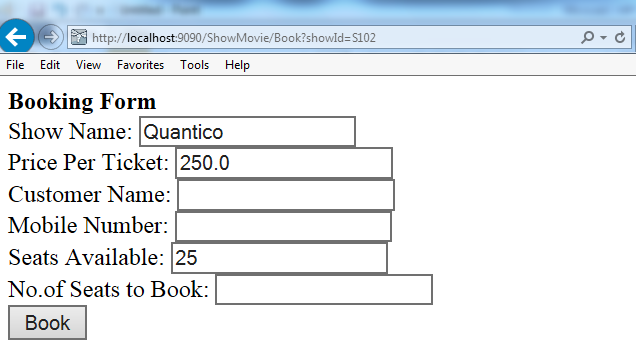 http://localhost:9090/ShowMovie/Book?showId=S102
File Edit View Favorites Tools Help
Booking Form
Show Name: Quantico
Price Per Ticket: 250.0
Customer Name:
Mobile Number:
Seats Available: 25
No.of Seats to Book:
Book